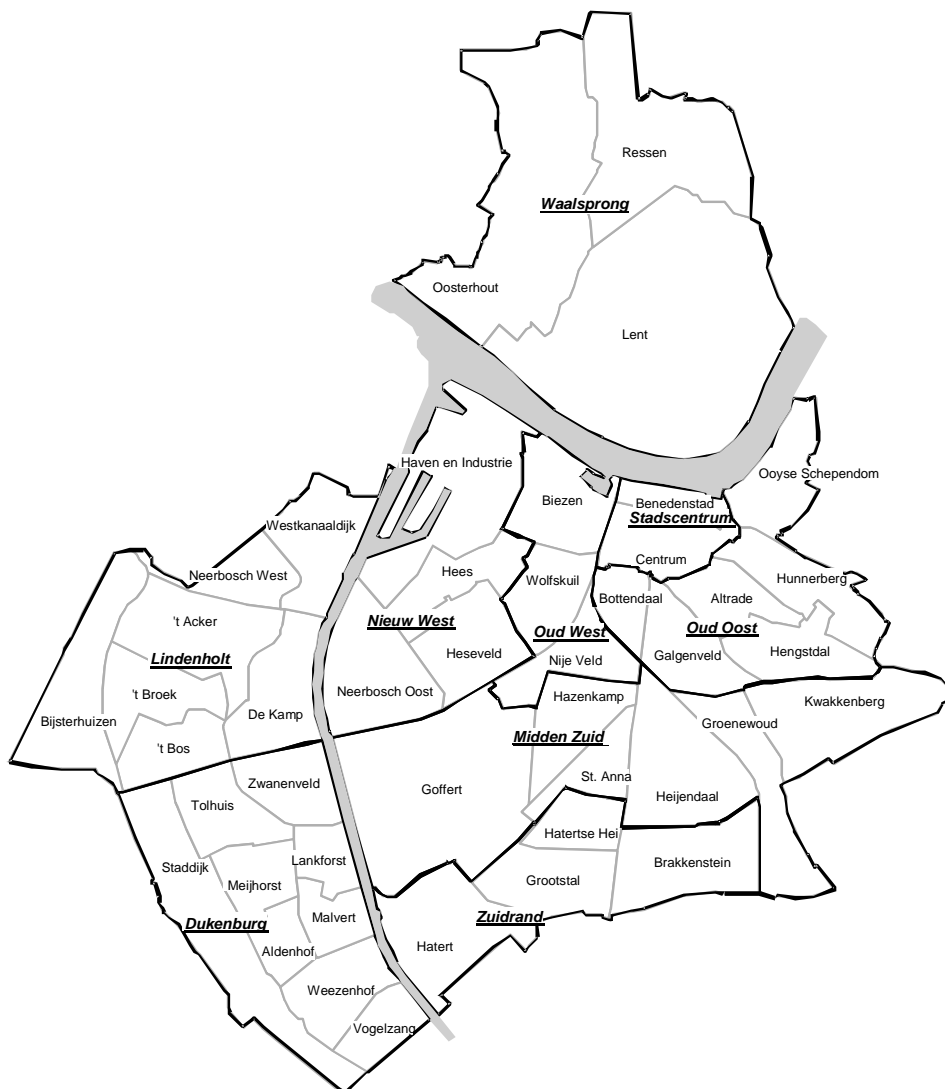 Ressen
Waalsprong
Oosterhout
Lent
Haven en Industrie
Ooyse Schependom
Biezen
Benedenstad
Stadscentrum
Westkanaaldijk
Centrum
Neerbosch West
Hees
Wolfskuil
Hunnerberg
Bottendaal
Altrade
't Acker
Nieuw West
Oud West
Oud Oost
Lindenholt
Heseveld
Galgenveld
Hengstdal
Nije Veld
't Broek
Neerbosch Oost
Hazenkamp
Kwakkenberg
Bijsterhuizen
De Kamp
Groenewoud
't Bos
Midden Zuid
Zwanenveld
Goffert
St. Anna
Heijendaal
Tolhuis
Hatertse Hei
Staddijk
Lankforst
Brakkenstein
Meijhorst
Grootstal
Malvert
Zuidrand
Dukenburg
Hatert
Aldenhof
Weezenhof
Vogelzang